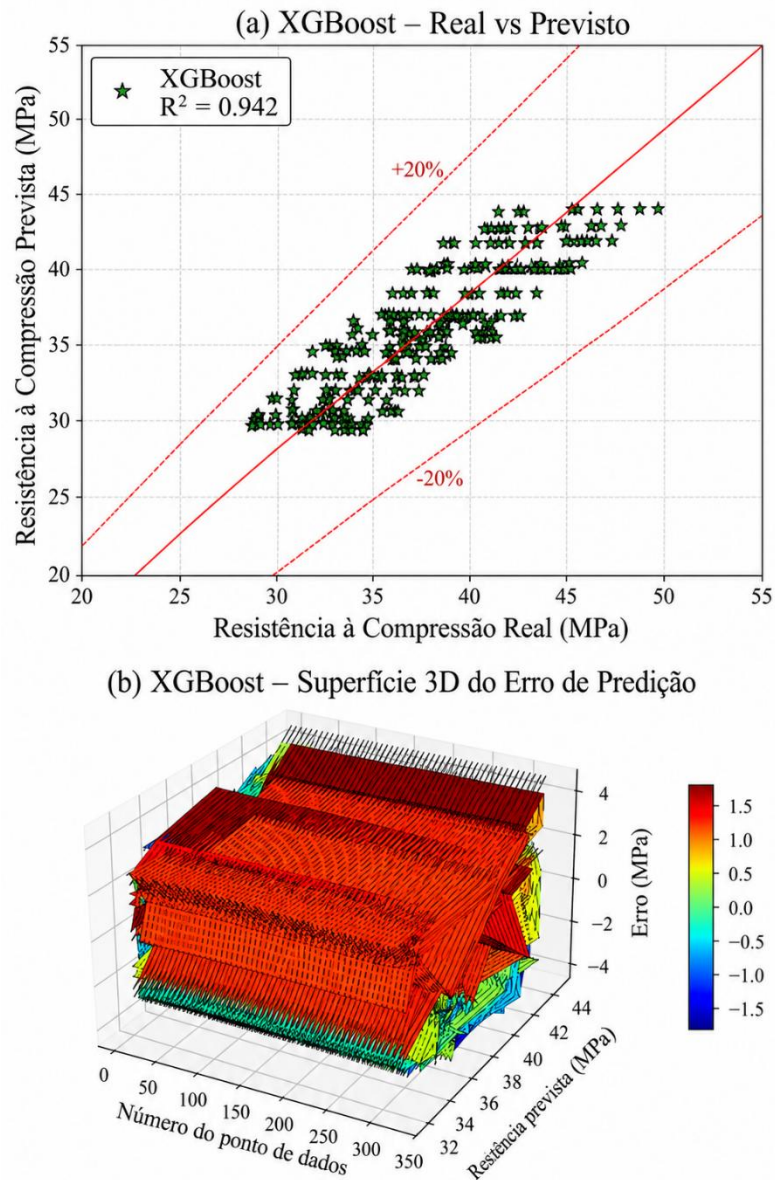 (a) XGBoost – Real vs Previsto
55
50
45
40
35
30
25
20
Resistência à Compressão Prevista (MPa)
XGBoost
R² = 0.942
+20%
-20%
20 25 30 35 40 45 50 55
Resistência à Compressão Real (MPa)
(b) XGBoost – Superfície 3D do Erro de Predição
4
2
0
−2
−4
Erro (MPa)
1.5
1.0
0.5
0.0
−0.5
−1.0
−1.5
0 50 100 150 200 250 300 350
Número do ponto de dados
32 34 36 38 40 42 44
Restência prevista (MPa)